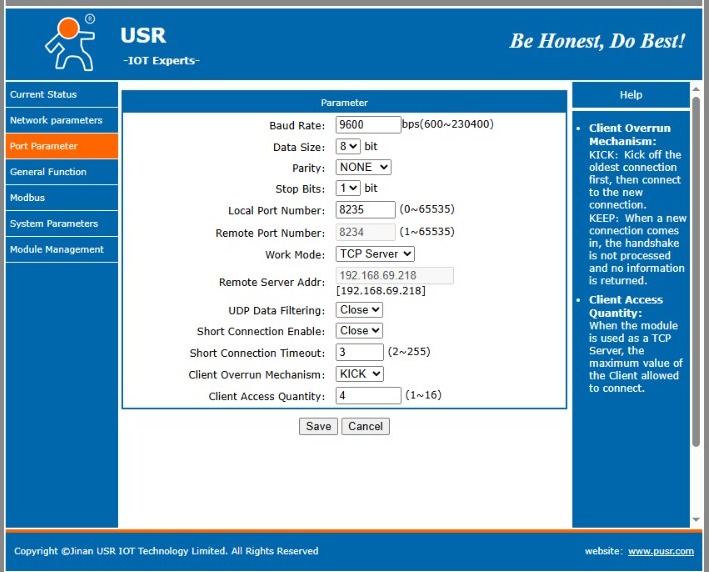 ®
USR
-IOT Experts-
Be Honest, Do Best!
Current Status
Network parameters
Port Parameter
General Function
Modbus
System Parameters
Module Management
Parameter
Baud Rate: 9600 bps(600~230400)
Data Size: 8 bit
Parity: NONE
Stop Bits: 1 bit
Local Port Number: 8235 (0~65535)
Remote Port Number: 8234 (1~65535)
Work Mode: TCP Server
Remote Server Addr: 192.168.69.218
[192.168.69.218]
UDP Data Filtering: Close
Short Connection Enable: Close
Short Connection Timeout: 3 (2~255)
Client Overrun Mechanism: KICK
Client Access Quantity: 4 (1~16)
Save Cancel
Help
• Client Overrun
Mechanism:
KICK: Kick off the
oldest connection
first, then connect
to the new
connection.
KEEP: When a new
connection comes
in, the handshake
is not processed
and no information
is returned.
• Client Access
Quantity:
When the module
is used as a TCP
Server, the
maximum value of
the Client allowed
to connect.
Copyright ©Jinan USR IOT Technology Limited. All Rights Reserved
website: www.pusr.com